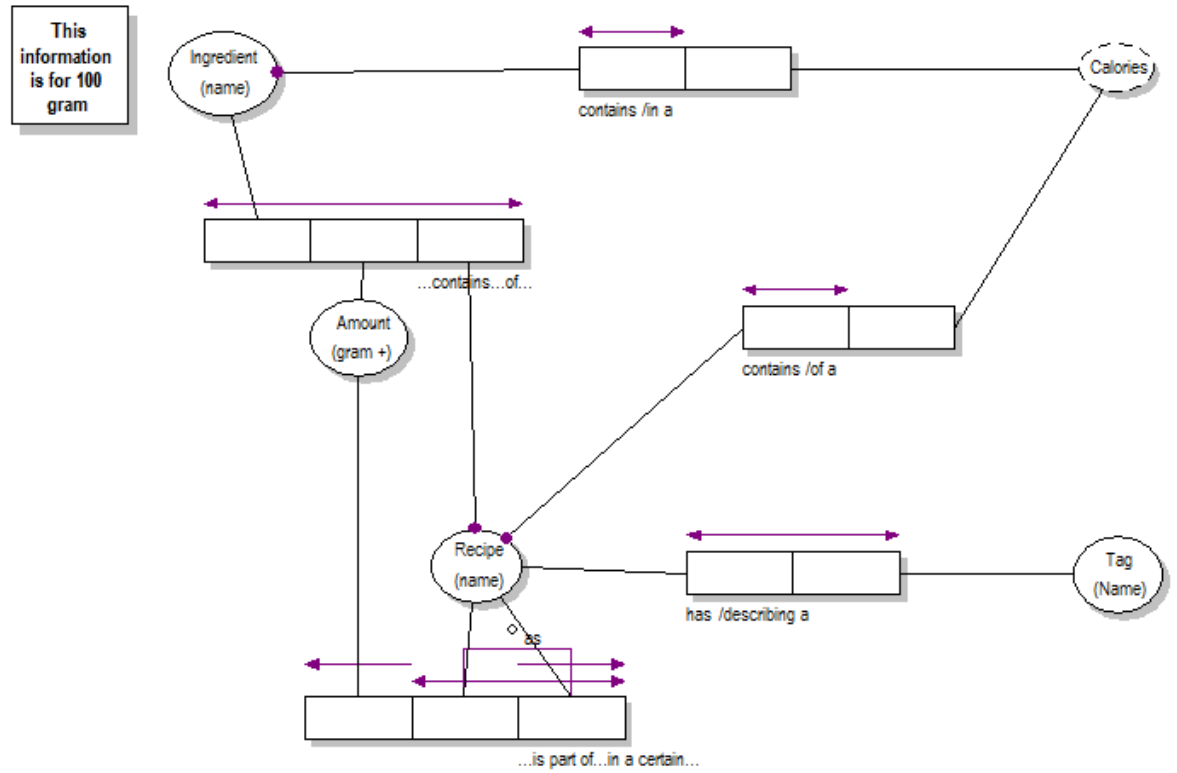 This
information
is for 100
gram
Ingredient
(name)
contains /in a
Calories
...contains...of...
Amount
(gram +)
contains /of a
Recipe
(name)
has /describing a
Tag
(Name)
as
...is part of...in a certain...